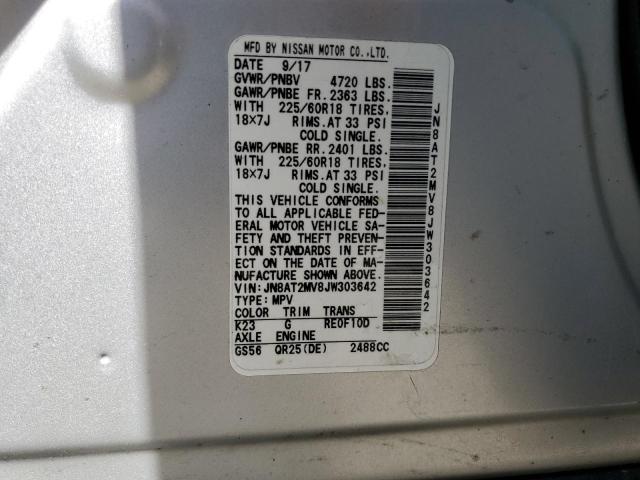 MFD BY NISSAN MOTOR CO.,LTD.
DATE 9/17
GVWR/PNBV 4720 LBS.
GAWR/PNBE FR. 2363 LBS.
WITH 225/60R18 TIRES.
18X7J RIMS.AT 33 PSI
COLD SINGLE.
GAWR/PNBE RR. 2401 LBS.
WITH 225/60R18 TIRES.
18X7J RIMS.AT 33 PSI
COLD SINGLE.
THIS VEHICLE CONFORMS
TO ALL APPLICABLE FED-
ERAL MOTOR VEHICLE SA-
FETY AND THEFT PREVEN-
TION STANDARDS IN EFF-
ECT ON THE DATE OF MA-
NUFACTURE SHOWN ABOVE.
VIN: JN8AT2MV8JW303642
TYPE: MPV
COLOR TRIM TRANS
K23 G RE0F10D
AXLE ENGINE
GS56 QR25(DE) 2488CC
JN8AT2MV8JW303642